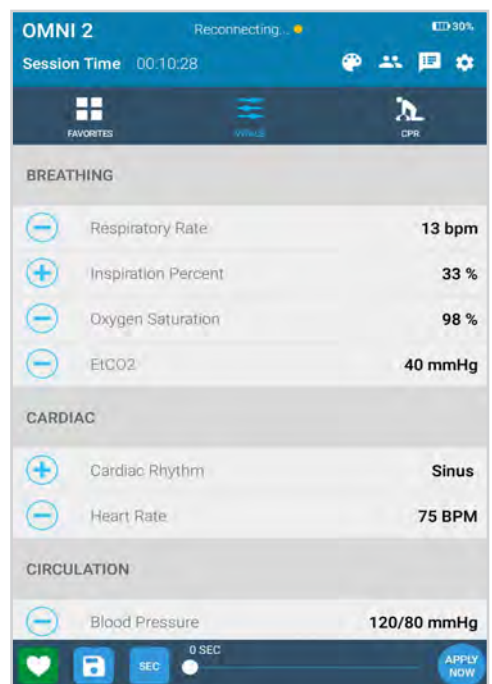 OMNI 2 Reconnecting... 30%
Session Time 00:10:28
FAVORITES VITALS CPR
BREATHING
Respiratory Rate 13 bpm
Inspiration Percent 33 %
Oxygen Saturation 98 %
EtCO2 40 mmHg
CARDIAC
Cardiac Rhythm Sinus
Heart Rate 75 BPM
CIRCULATION
Blood Pressure 120/80 mmHg
0 SEC
SEC APPLY
NOW